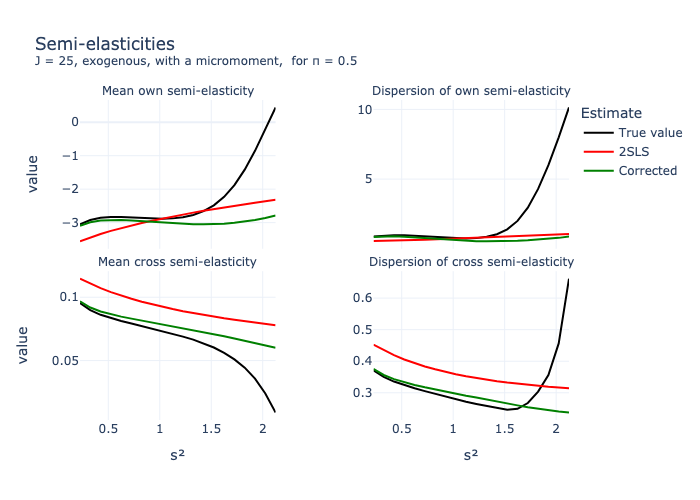 Semi-elasticities
J = 25, exogenous, with a micromoment,  for π = 0.5
Mean own semi-elasticity
Dispersion of own semi-elasticity
Estimate
True value
2SLS
Corrected
value
0
−1
−2
−3
10
5
Mean cross semi-elasticity
Dispersion of cross semi-elasticity
value
0.1
0.05
0.6
0.5
0.4
0.3
0.5
1
1.5
2
0.5
1
1.5
2
s²
s²